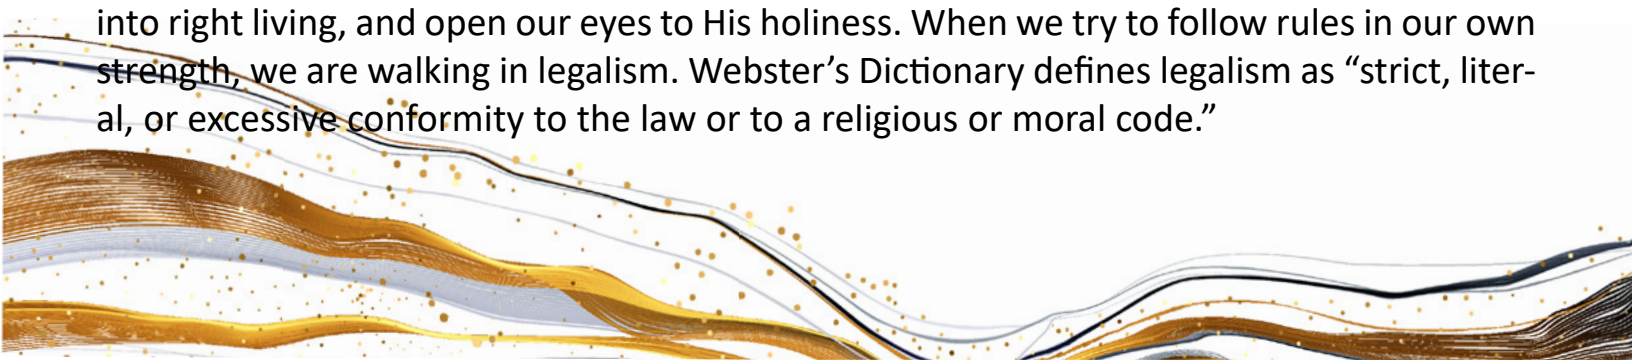 into right living, and open our eyes to His holiness. When we try to follow rules in our own
strength, we are walking in legalism. Webster’s Dictionary defines legalism as “strict, liter-
al, or excessive conformity to the law or to a religious or moral code.”